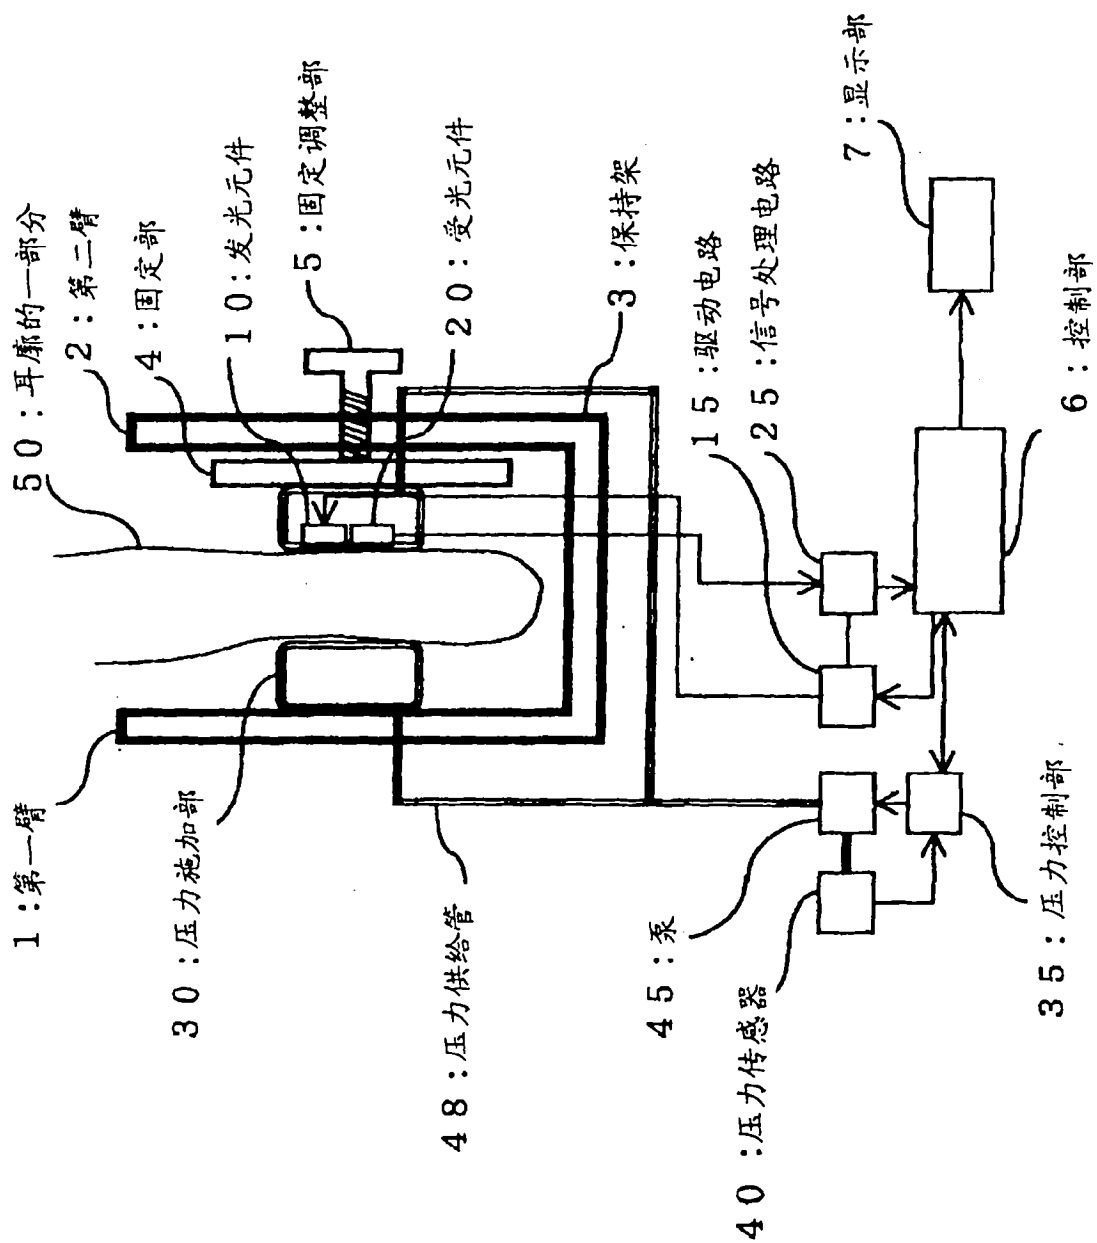 50:耳廓的一部分
2:第二臂
4:固定部
10:发光元件
5:固定调整部
20:受光元件
3:保持架
15:驱动电路
25:信号处理电路
7:显示部
6:控制部
1:第一臂
30:压力施加部
48:压力供给管
45:泵
40:压力传感器
35:压力控制部